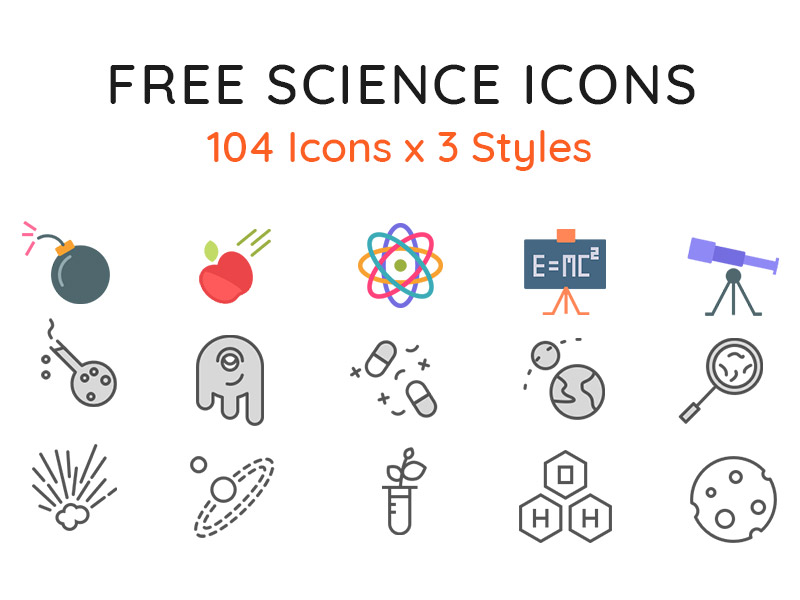 FREE SCIENCE ICONS
104 Icons x 3 Styles
E=MC²
O
H H